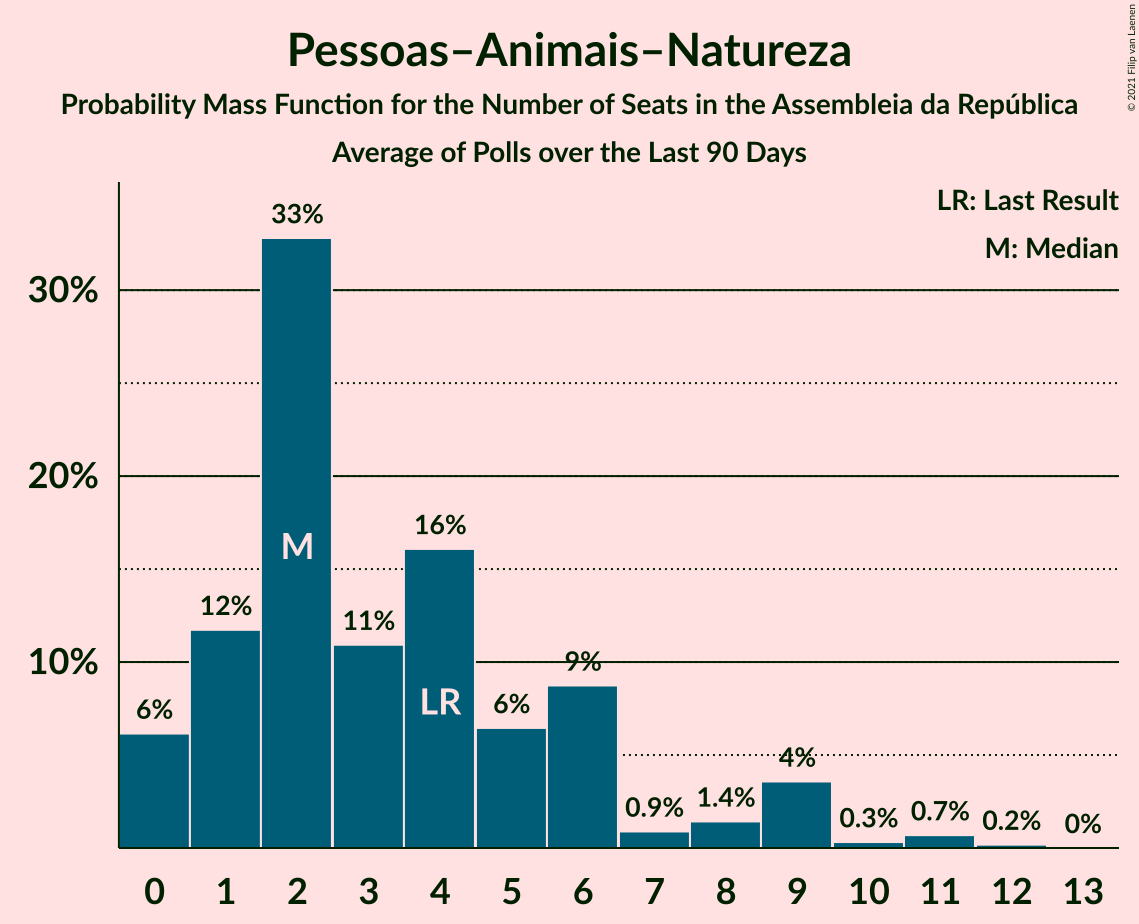 Pessoas–Animais–Natureza
Probability Mass Function for the Number of Seats in the Assembleia da República
Average of Polls over the Last 90 Days
© 2021 Filip van Laenen
LR: Last Result
M: Median
33%
30%
20%
16%
M
12%
11%
10%
9%
LR
6%
6%
4%
0.9%
1.4%
0.3%
0.7%
0.2%
0%
0 1 2 3 4 5 6 7 8 9 10 11 12 13